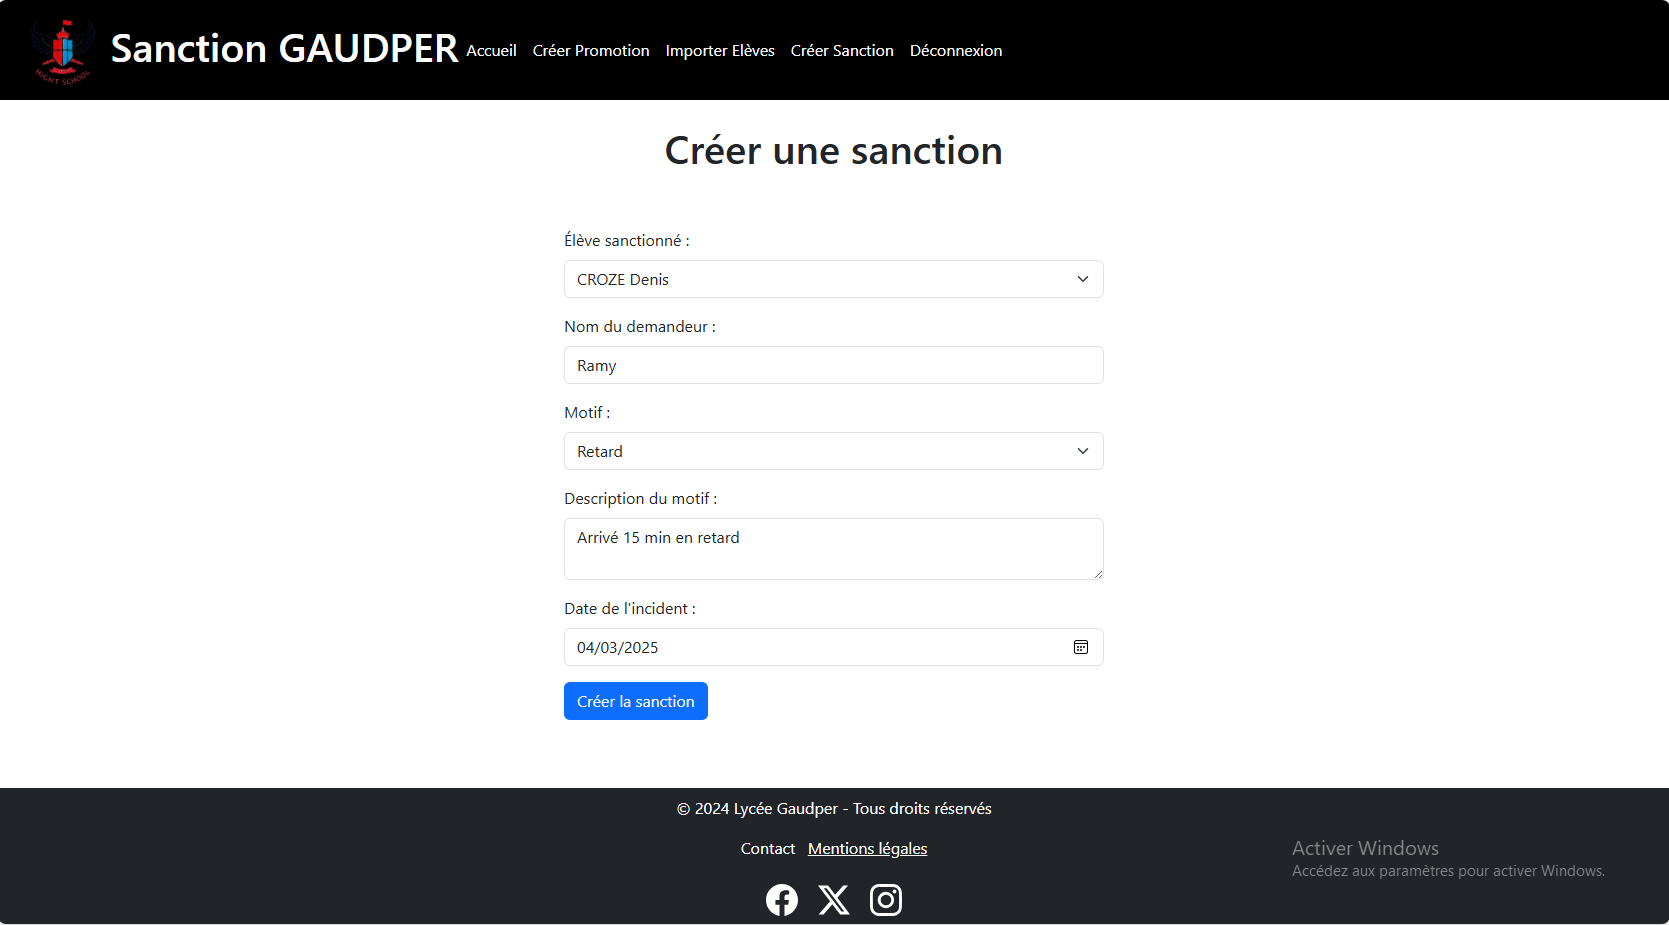 HIGHT SCHOOL
Sanction GAUDPER Accueil Créer Promotion Importer Elèves Créer Sanction Déconnexion
Créer une sanction
Élève sanctionné :
CROZE Denis
Nom du demandeur :
Ramy
Motif :
Retard
Description du motif :
Arrivé 15 min en retard
Date de l'incident :
04/03/2025
Créer la sanction
© 2024 Lycée Gaudper - Tous droits réservés
Contact Mentions légales
Activer Windows
Accédez aux paramètres pour activer Windows.